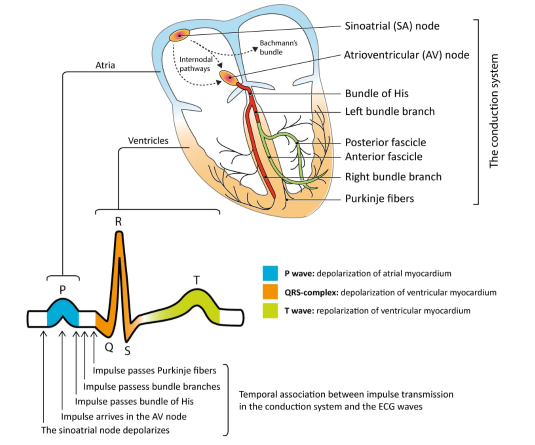 Sinoatrial (SA) node
Bachmann's
bundle
Atrioventricular (AV) node
Internodal
pathways
Atria
Bundle of His
Left bundle branch
Ventricles
Posterior fascicle
Anterior fascicle
Right bundle branch
Purkinje fibers
The conduction system
R
P
T
Q
S
P wave: depolarization of atrial myocardium
QRS-complex: depolarization of ventricular myocardium
T wave: repolarization of ventricular myocardium
Impulse passes Purkinje fibers
Impulse passess bundle branches
Impulse passes bundle of His
Impulse arrives in the AV node
The sinoatrial node depolarizes
Temporal association between impulse transmission
in the conduction system and the ECG waves